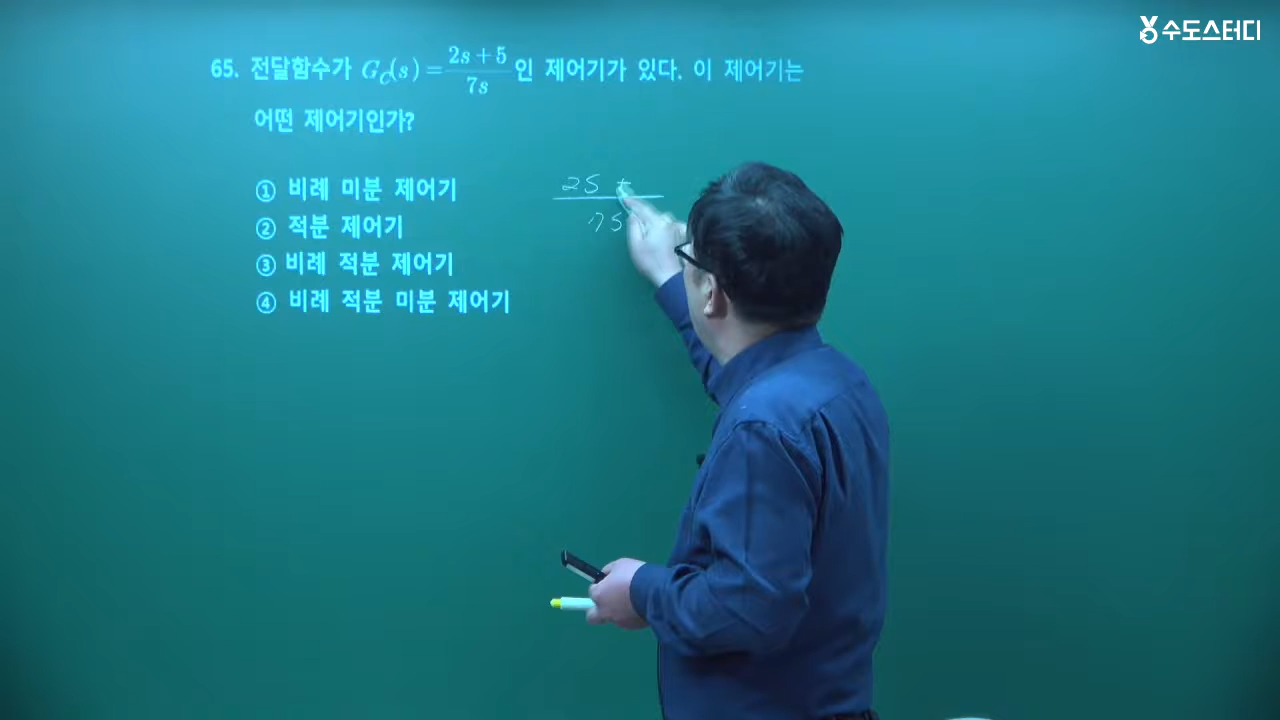 수도스터디
65. 전달함수가 G_C(s) = \frac{2s+5}{7s} 인 제어기가 있다. 이 제어기는
어떤 제어기인가?
① 비례 미분 제어기
② 적분 제어기
③ 비례 적분 제어기
④ 비례 적분 미분 제어기
2S +
7S